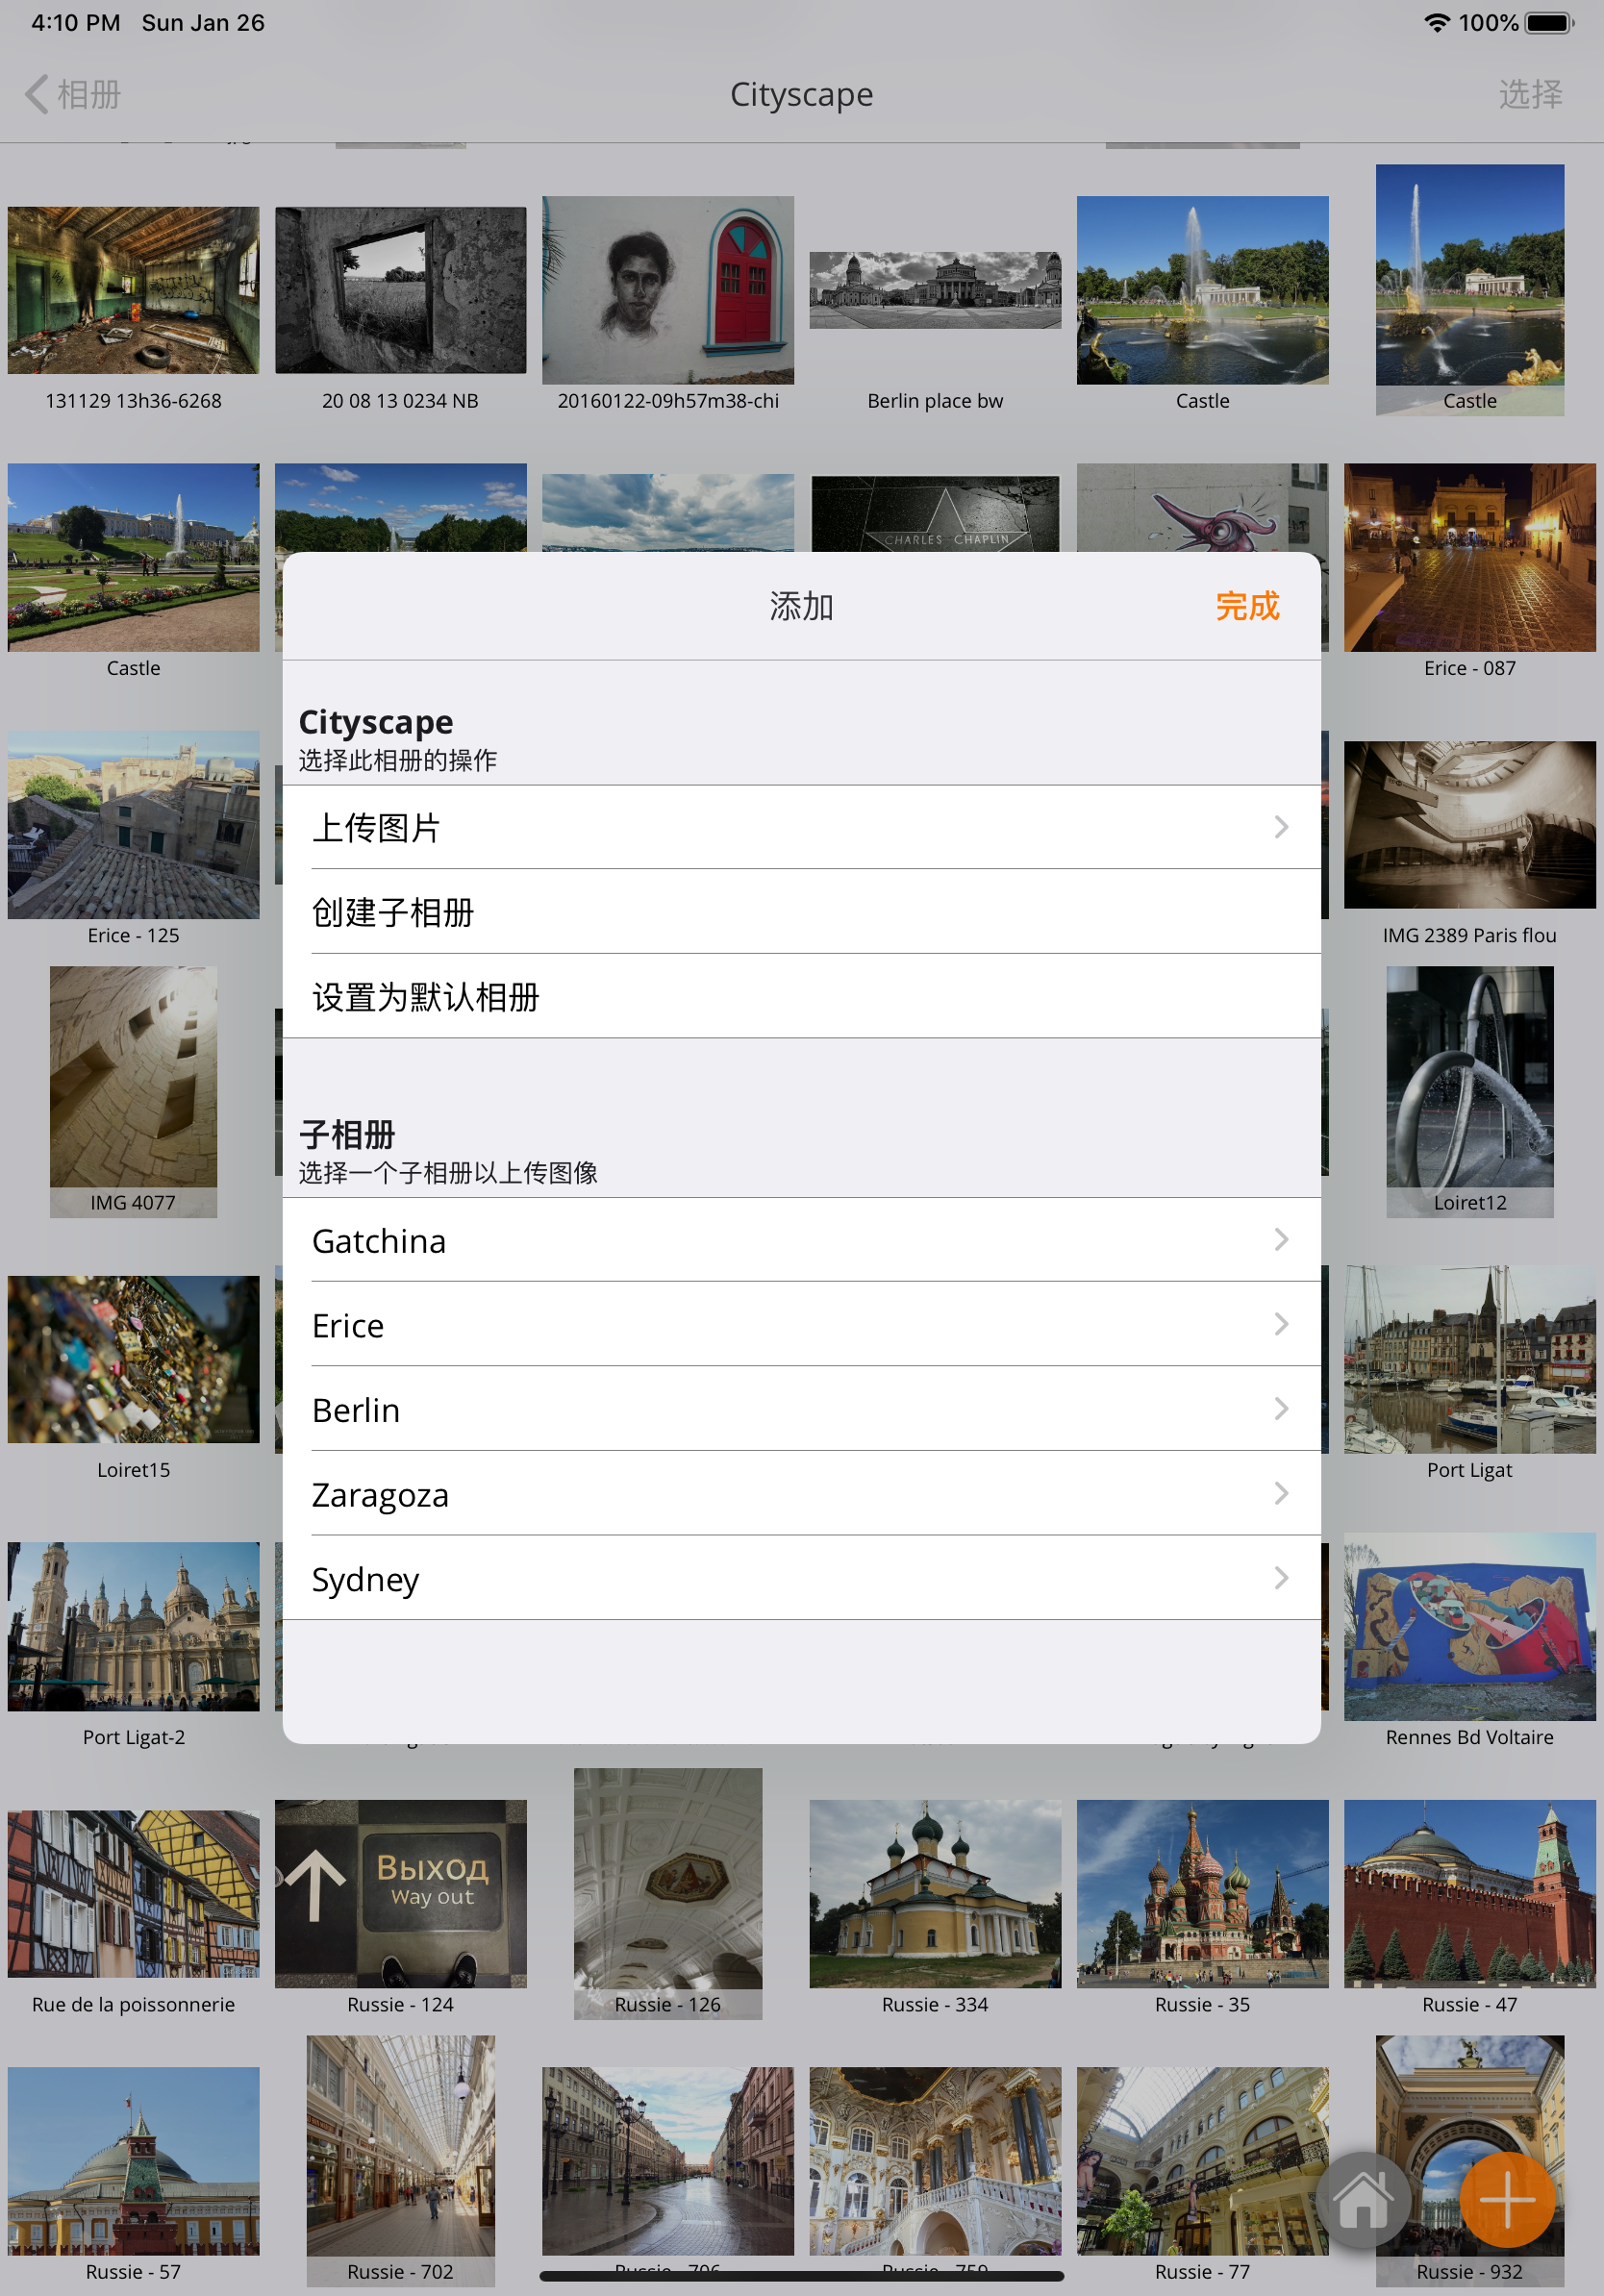 4:10 PM Sun Jan 26
100%
相册
Cityscape
选择
131129 13h36-6268
20 08 13 0234 NB
20160122-09h57m38-chi
Berlin place bw
Castle
Castle
CHARLES CHAPLIN
Castle
Erice - 087
添加
完成
Cityscape
选择此相册的操作
上传图片
创建子相册
设置为默认相册
子相册
选择一个子相册以上传图像
Gatchina
Erice
Berlin
Zaragoza
Sydney
Erice - 125
IMG 2389 Paris flou
IMG 4077
Loiret12
Loiret15
Port Ligat
Port Ligat-2
Rennes Bd Voltaire
Выход
Way out
Rue de la poissonnerie
Russie - 124
Russie - 126
Russie - 334
Russie - 35
Russie - 47
Russie - 57
Russie - 702
Russie - 706
Russie - 759
Russie - 77
Russie - 932